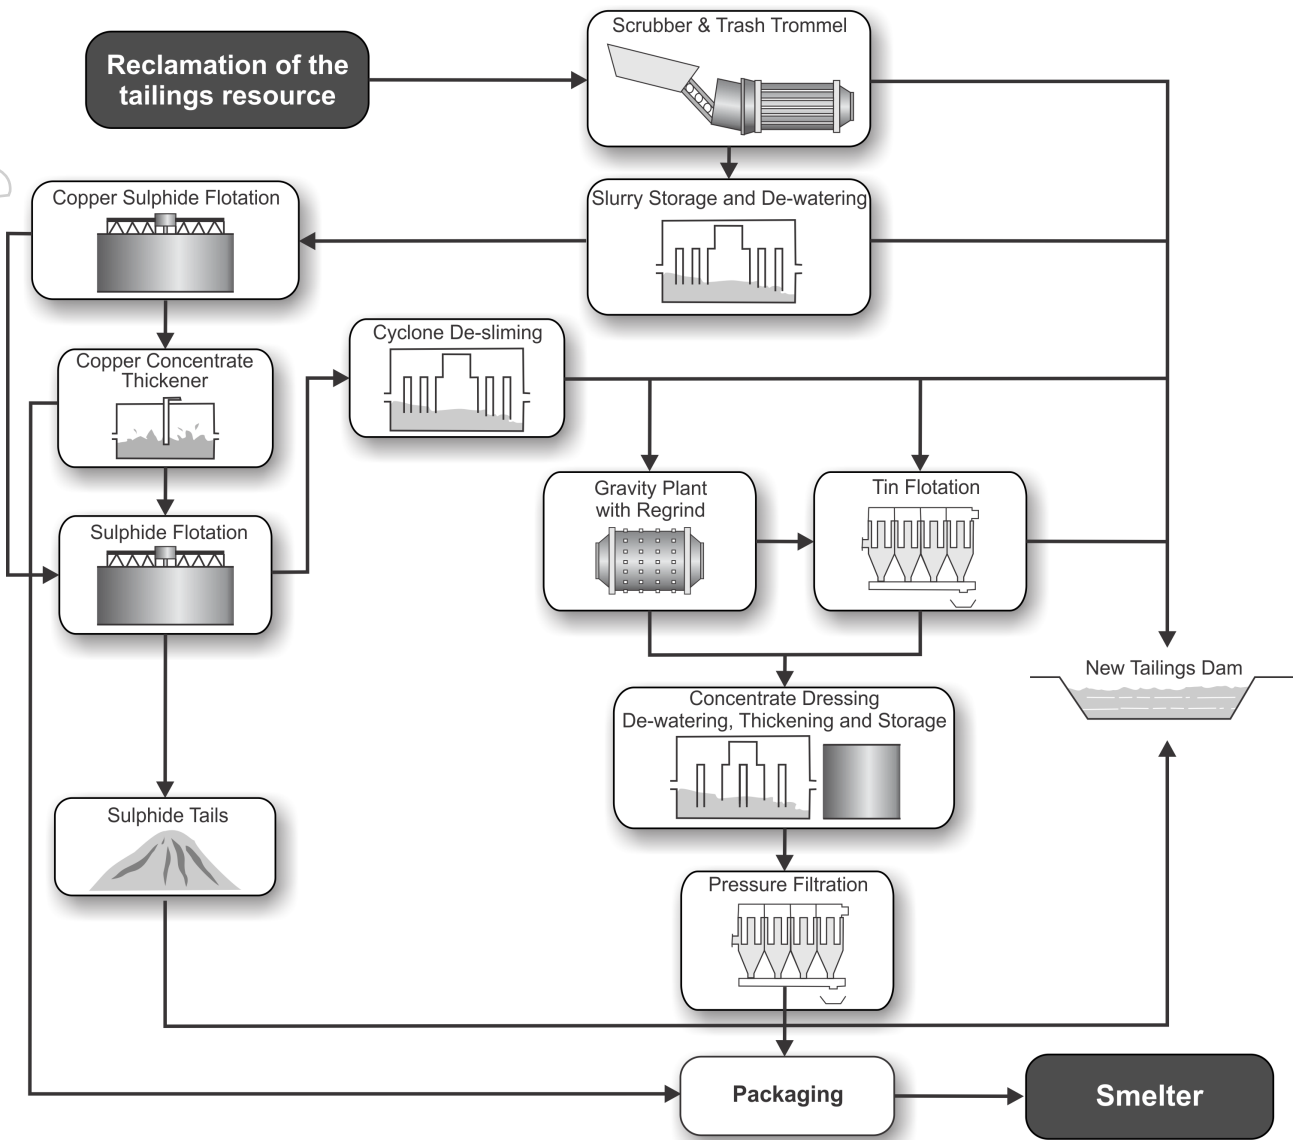 Scrubber & Trash Trommel
Reclamation of the
tailings resource
Copper Sulphide Flotation
Slurry Storage and De-watering
Cyclone De-sliming
Copper Concentrate
Thickener
Gravity Plant
with Regrind
Tin Flotation
Sulphide Flotation
New Tailings Dam
Concentrate Dressing
De-watering, Thickening and Storage
Sulphide Tails
Pressure Filtration
Packaging
Smelter